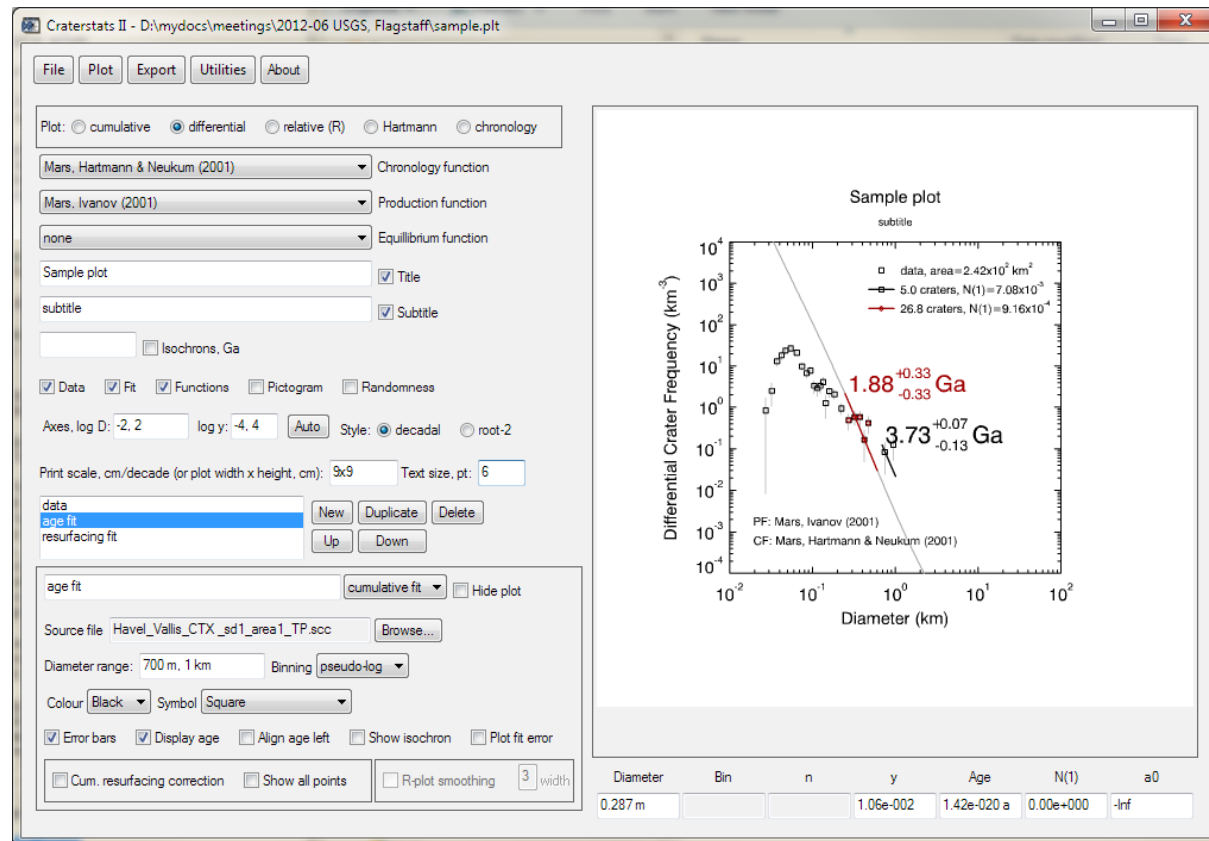 Craterstats II - D:\mydocs\meetings\2012-06 USGS, Flagstaff\sample.plt
File Plot Export Utilities About
Plot: cumulative differential relative (R) Hartmann chronology
Mars, Hartmann & Neukum (2001) Chronology function
Mars, Ivanov (2001) Production function
none Equillibrium function
Sample plot Title
subtitle Subtitle
Isochrons, Ga
Data Fit Functions Pictogram Randomness
Axes, log D: -2, 2 log y: -4, 4 Auto Style: decadal root-2
Print scale, cm/decade (or plot width x height, cm): 9x9 Text size, pt: 6
data
age fit
resurfacing fit
New Duplicate Delete
Up Down
age fit cumulative fit Hide plot
Source file Havel_Vallis_CTX _sd1_area1_TP.scc Browse...
Diameter range: 700 m, 1 km Binning pseudo-log
Colour Black Symbol Square
Error bars Display age Align age left Show isochron Plot fit error
Cum. resurfacing correction Show all points R-plot smoothing 3 width
Sample plot
subtitle
Differential Crater Frequency (km⁻³)
10⁴
10³
10²
10¹
10⁰
10⁻¹
10⁻²
10⁻³
10⁻⁴
data, area=2.42x10² km²
5.0 craters, N(1)=7.08x10⁻³
26.8 craters, N(1)=9.16x10⁻⁴
1.88 +0.33 -0.33 Ga
3.73 +0.07 -0.13 Ga
PF: Mars, Ivanov (2001)
CF: Mars, Hartmann & Neukum (2001)
10⁻² 10⁻¹ 10⁰ 10¹ 10²
Diameter (km)
Diameter Bin n y Age N(1) a0
0.287 m 1.06e-002 1.42e-020 a 0.00e+000 -Inf